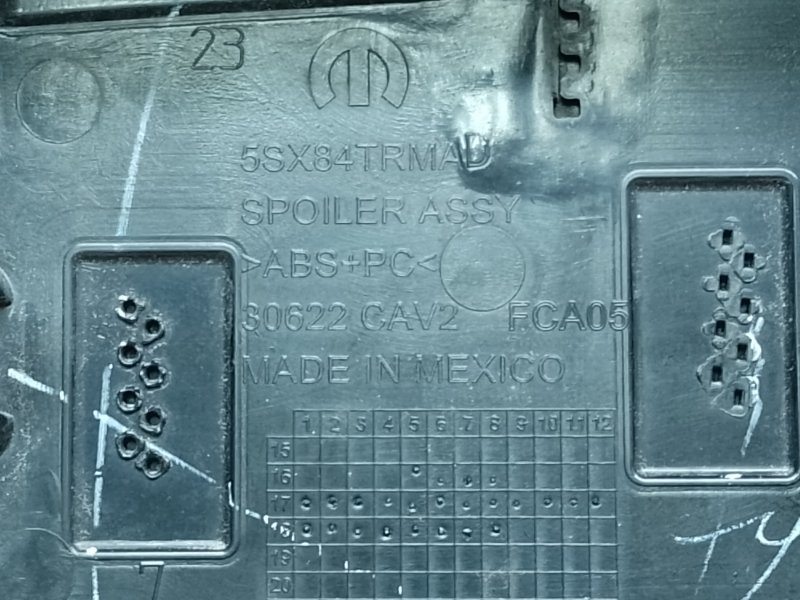 23
5SX84TRMAD
SPOILER ASSY
>ABS+PC<
30622 CAV2 FCA05
MADE IN MEXICO
1 2 3 4 5 6 7 8 9 10 11 12
15
16
17
18
19
20